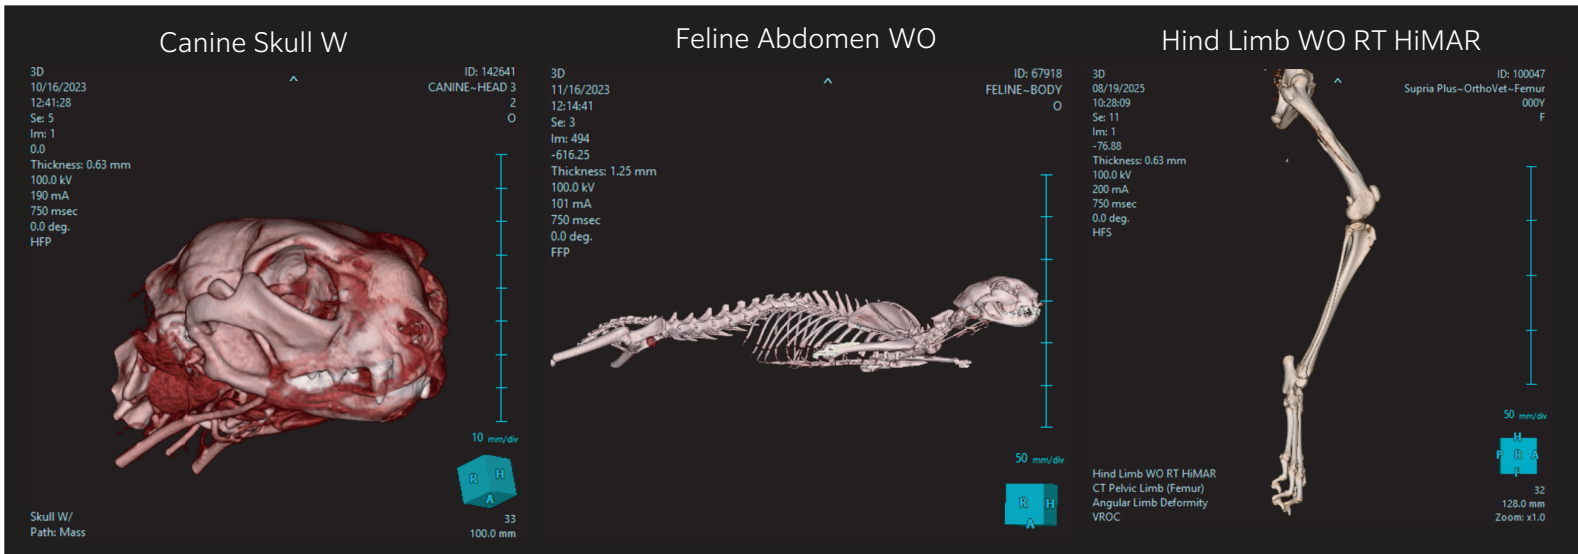 Canine Skull W
3D
10/16/2023
12:41:28
Se: 5
Im: 1
0.0
Thickness: 0.63 mm
100.0 kV
190 mA
750 msec
0.0 deg.
HFP
ID: 142641
CANINE~HEAD 3
2
O
10 mm/div
R H
A
Skull W/
Path: Mass
33
100.0 mm
Feline Abdomen WO
3D
11/16/2023
12:14:41
Se: 3
Im: 494
-616.25
Thickness: 1.25 mm
100.0 kV
101 mA
750 msec
0.0 deg.
FFP
ID: 67918
FELINE~BODY
O
50 mm/div
R H
A
Hind Limb WO RT HiMAR
3D
08/19/2025
10:28:09
Se: 11
Im: 1
-76.88
Thickness: 0.63 mm
100.0 kV
200 mA
750 msec
0.0 deg.
HFS
ID: 100047
Supria Plus~OrthoVet~Femur
000Y
F
50 mm/div
H
P R A
F
Hind Limb WO RT HiMAR
CT Pelvic Limb (Femur)
Angular Limb Deformity
VROC
32
128.0 mm
Zoom: x1.0